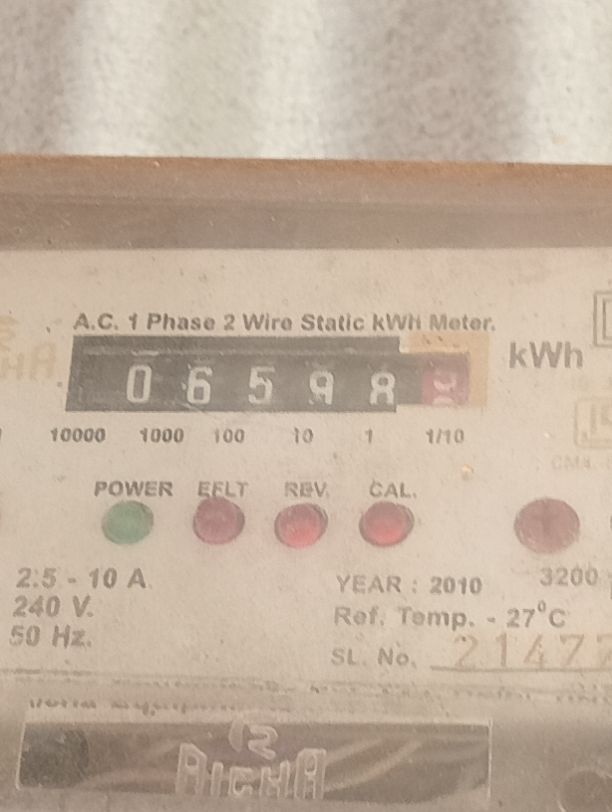 A.C. 1 Phase 2 Wire Static kWH Meter.
kWh
0 6 5 9 8
10000 1000 100 10 1 1/10
POWER EFLT REV. CAL.
2.5 - 10 A 240 V. 50 Hz.
3200
YEAR : 2010
Ref. Temp. - 27°C
SL. No. 21477